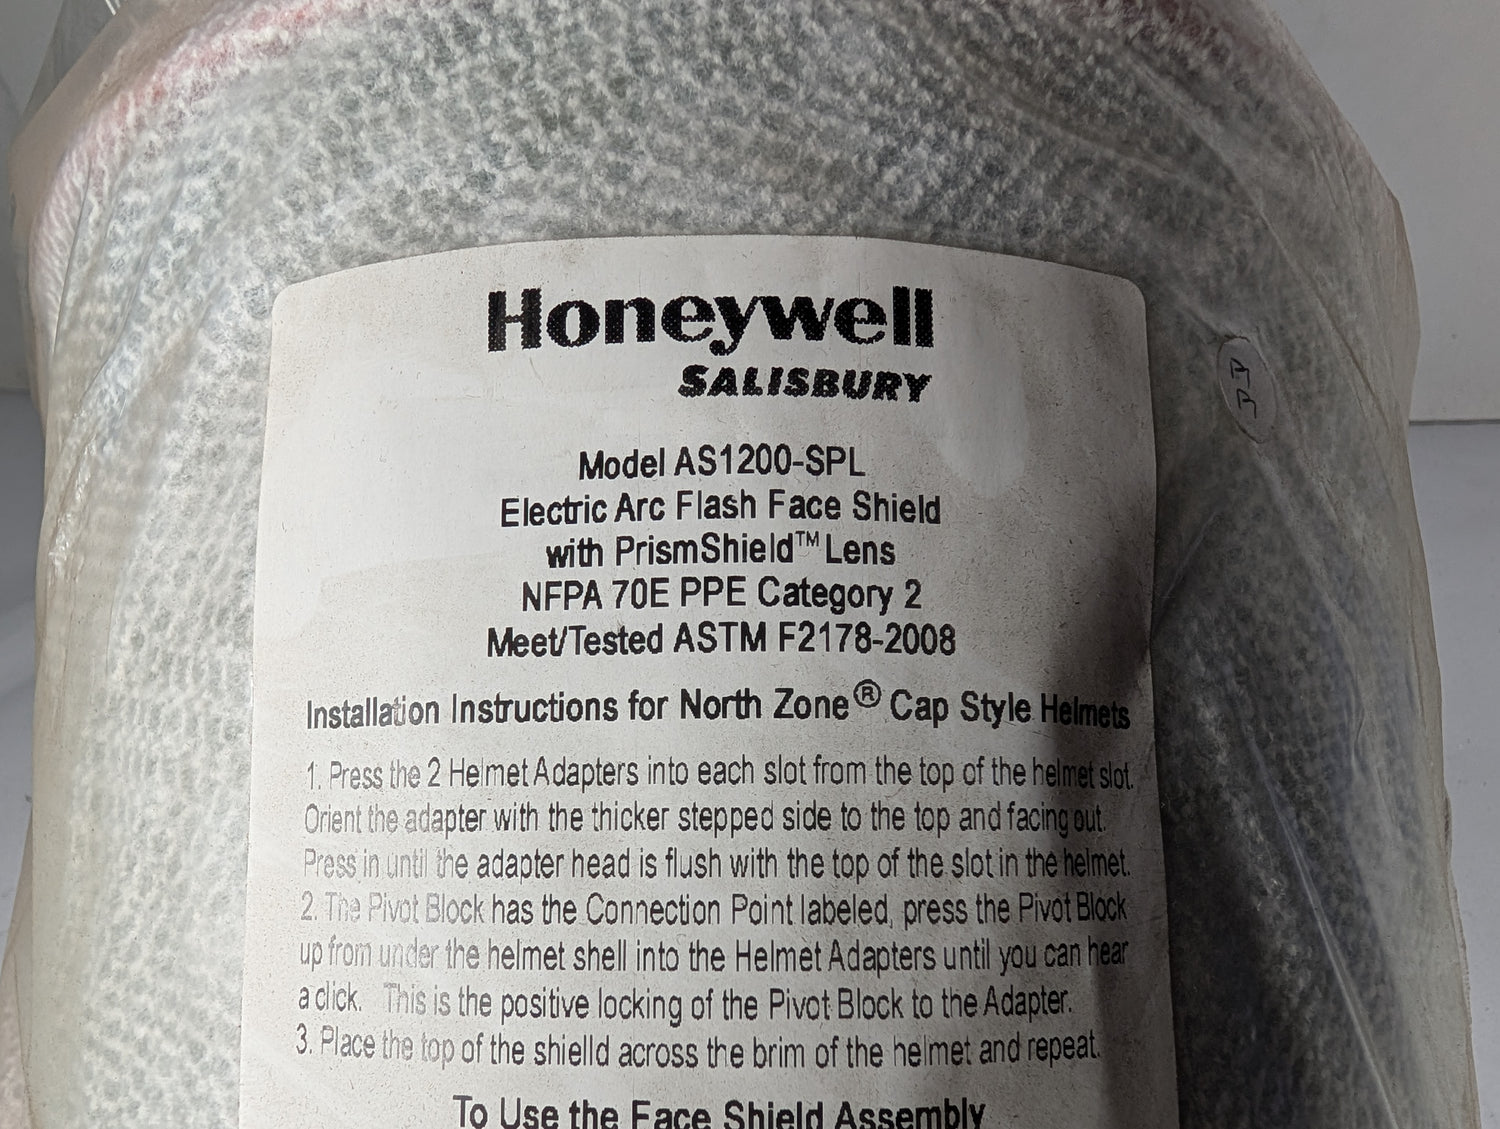 Honeywell
SALISBURY
Model AS1200-SPL
Electric Arc Flash Face Shield
with PrismShield™ Lens
NFPA 70E PPE Category 2
Meet/Tested ASTM F2178-2008
Installation Instructions for North Zone® Cap Style Helmets
1. Press the 2 Helmet Adapters into each slot from the top of the helmet slot.
Orient the adapter with the thicker stepped side to the top and facing out.
Press in until the adapter head is flush with the top of the slot in the helmet.
2. The Pivot Block has the Connection Point labeled, press the Pivot Block
up from under the helmet shell into the Helmet Adapters until you can hear
a click. This is the positive locking of the Pivot Block to the Adapter.
3. Place the top of the shielld across the brim of the helmet and repeat.
To Use the Face Shield Assembly